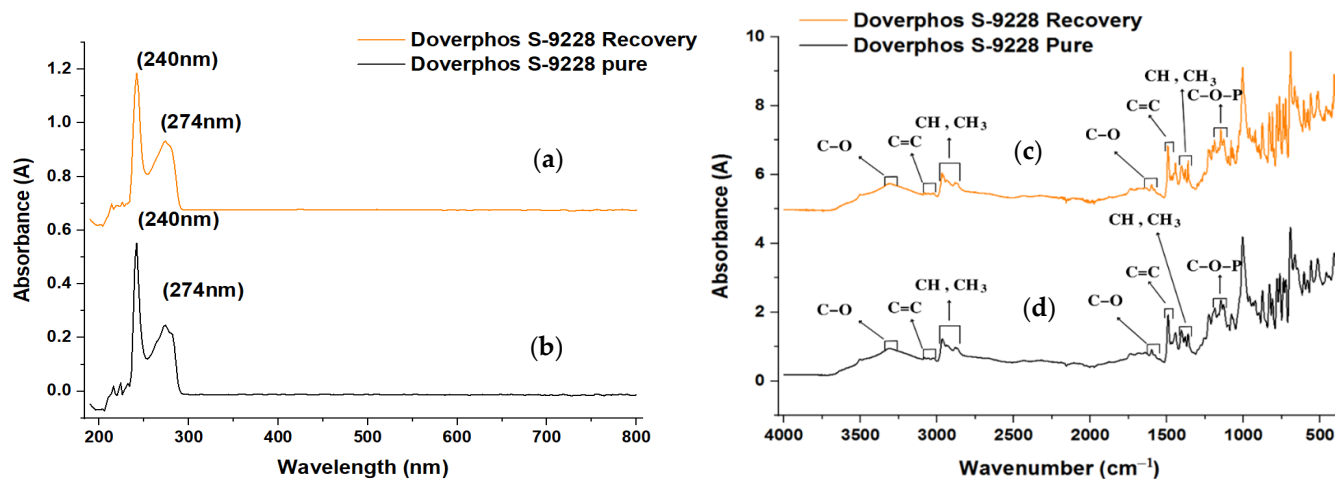 Doverphos S-9228 Recovery
Doverphos S-9228 pure
1.2
1.0
0.8
0.6
0.4
0.2
0.0
Absorbance (A)
(240nm)
(274nm)
(a)
(240nm)
(274nm)
(b)
200
300
400
500
600
700
800
Wavelength (nm)
Doverphos S-9228 Recovery
Doverphos S-9228 Pure
10
8
6
4
2
0
Absorbance (A)
C–O
C=C
CH , CH3
(c)
C–O
C=C
CH , CH3
C–O–P
C–O
C=C
CH , CH3
(d)
C–O
C=C
CH , CH3
C–O–P
4000
3500
3000
2500
2000
1500
1000
500
Wavenumber (cm⁻¹)